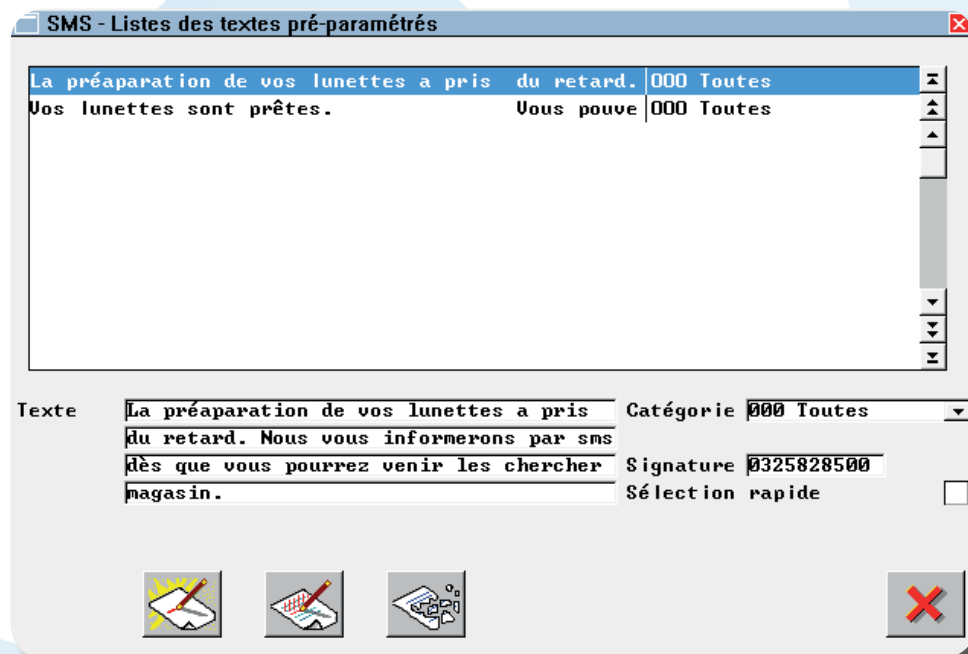 SMS - Listes des textes pré-paramétrés
La préaparation de vos lunettes a pris du retard. 000 Toutes
Vos lunettes sont prêtes. Vous pouve 000 Toutes
Texte La préaparation de vos lunettes a pris Catégorie 000 Toutes
du retard. Nous vous informerons par sms
dès que vous pourrez venir les chercher Signature 0325828500
magasin. Sélection rapide